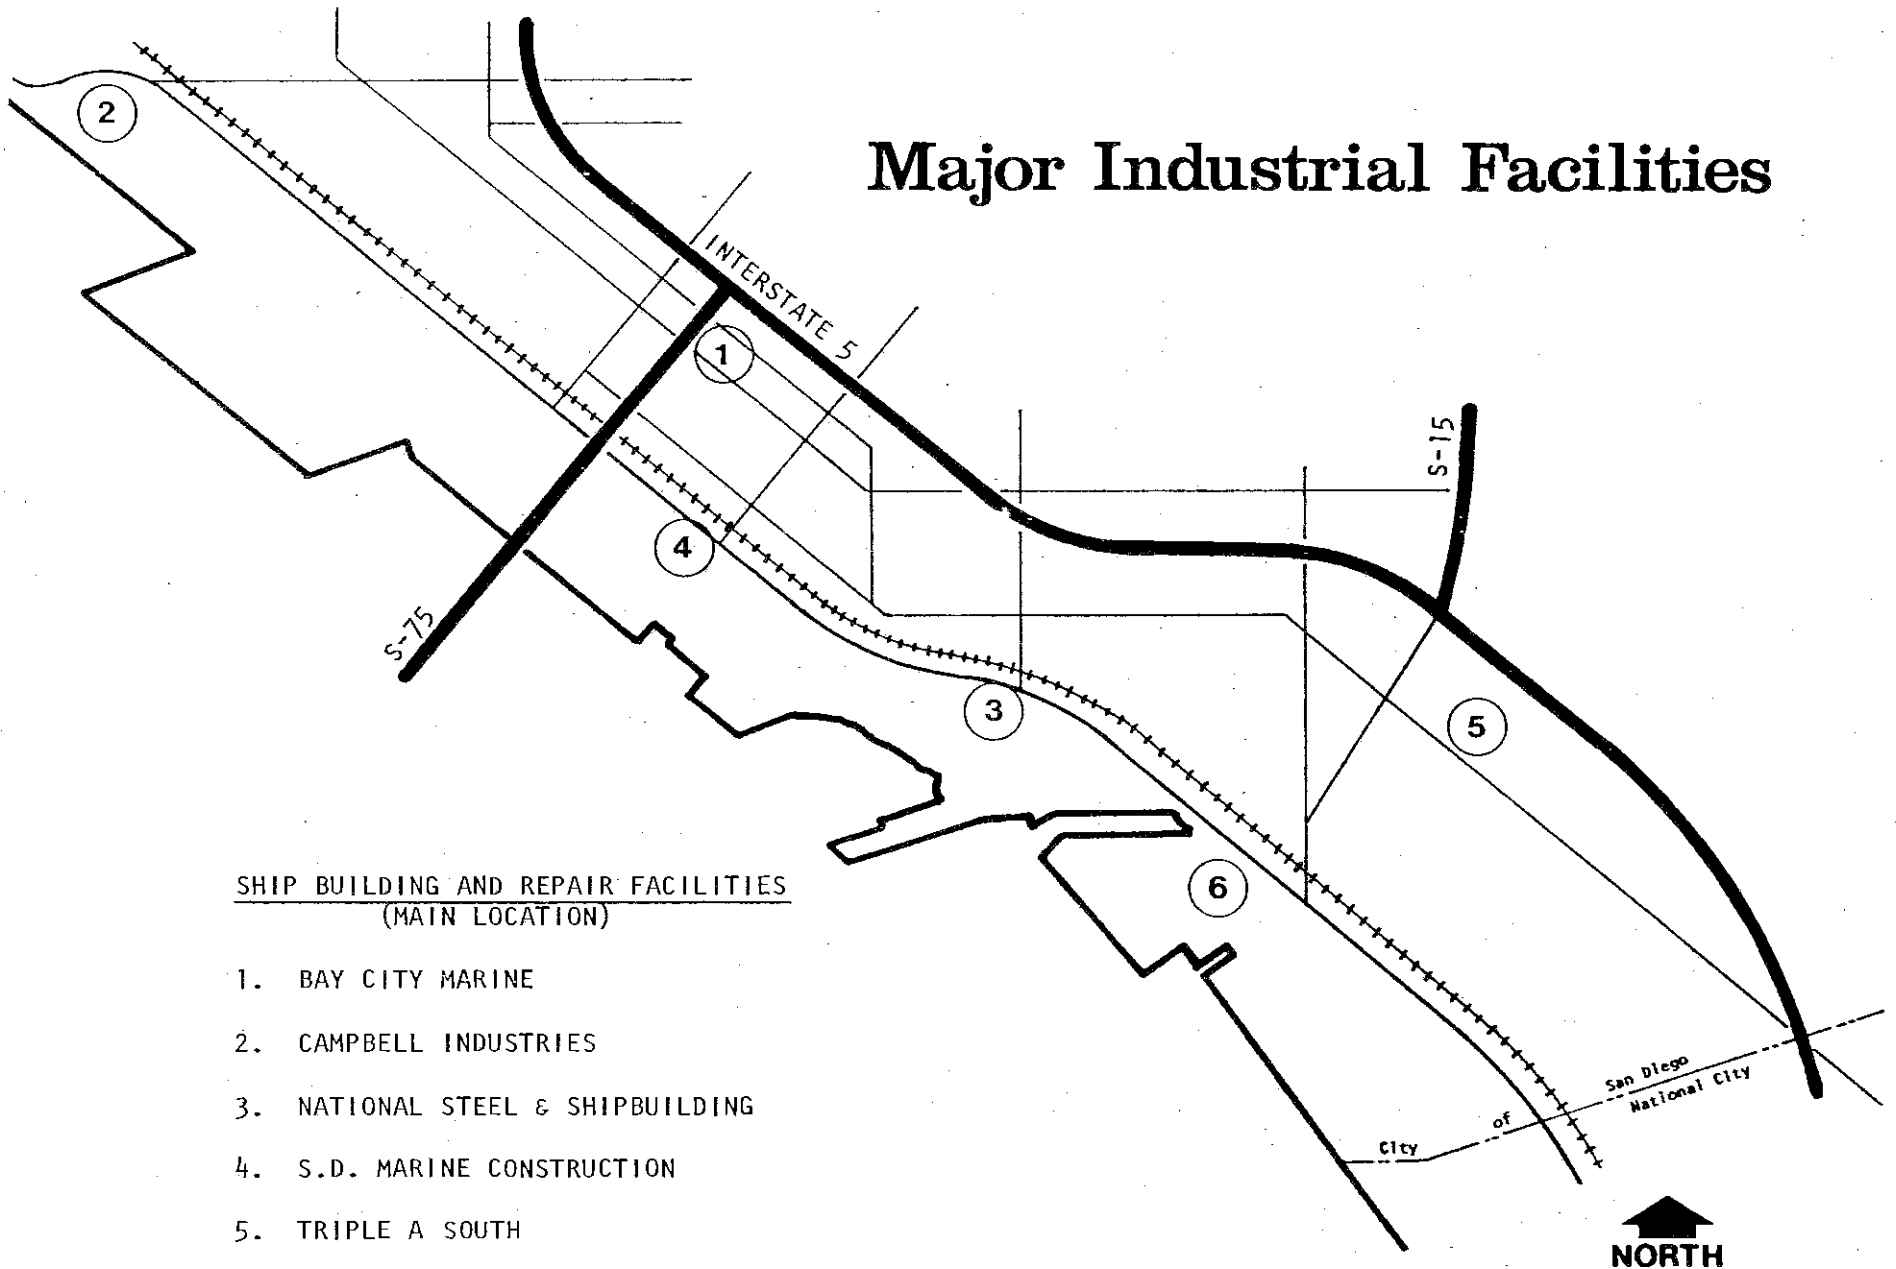 Major Industrial Facilities
2
INTERSTATE 5
1
S-15
4
S-75
3
5
6
SHIP BUILDING AND REPAIR FACILITIES
(MAIN LOCATION)
1. BAY CITY MARINE
2. CAMPBELL INDUSTRIES
3. NATIONAL STEEL & SHIPBUILDING
4. S.D. MARINE CONSTRUCTION
5. TRIPLE A SOUTH
San Diego
City of
National City
NORTH